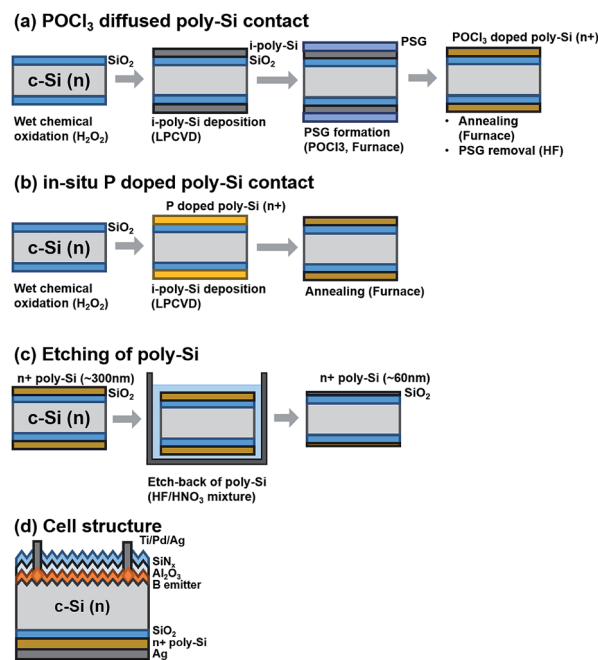 (a) POCl₃ diffused poly-Si contact
i-poly-Si
PSG
POCl₃ doped poly-Si (n+)
SiO₂
SiO₂
c-Si (n)
Wet chemical
oxidation (H₂O₂)
i-poly-Si deposition
(LPCVD)
PSG formation
(POCl3, Furnace)
• Annealing
(Furnace)
• PSG removal (HF)
(b) in-situ P doped poly-Si contact
P doped poly-Si (n+)
SiO₂
c-Si (n)
Wet chemical
oxidation (H₂O₂)
i-poly-Si deposition
(LPCVD)
Annealing (Furnace)
(c) Etching of poly-Si
n+ poly-Si (~300nm)
n+ poly-Si (~60nm)
SiO₂
SiO₂
c-Si (n)
Etch-back of poly-Si
(HF/HNO₃ mixture)
(d) Cell structure
Ti/Pd/Ag
SiNₓ
Al₂O₃
B emitter
c-Si (n)
SiO₂
n+ poly-Si
Ag